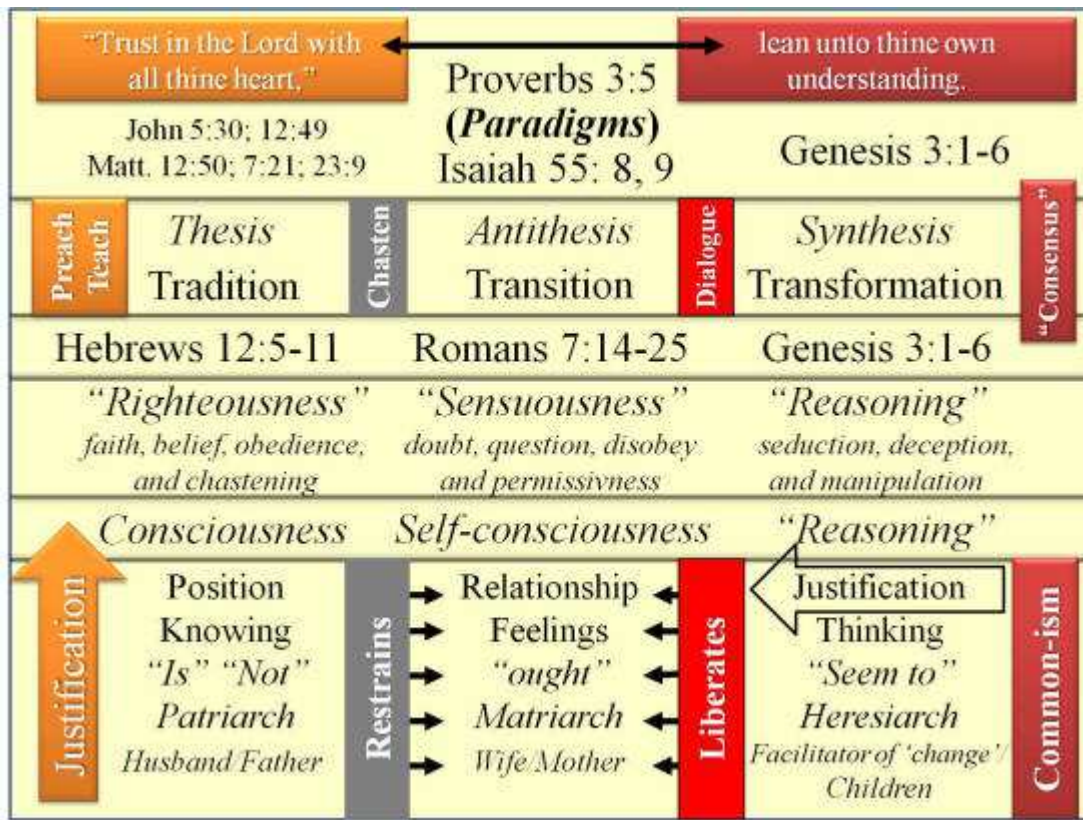 “Trust in the Lord with
all thine heart,”
lean unto thine own
understanding.
Proverbs 3:5
(Paradigms)
Isaiah 55: 8, 9
John 5:30; 12:49
Matt. 12:50; 7:21; 23:9
Genesis 3:1-6
Preach
Teach
Thesis
Tradition
Chasten
Antithesis
Transition
Dialogue
Synthesis
Transformation
“Consensus”
Hebrews 12:5-11
Romans 7:14-25
Genesis 3:1-6
“Righteousness”
faith, belief, obedience,
and chastening
“Sensuousness”
doubt, question, disobey
and permissivness
“Reasoning”
seduction, deception,
and manipulation
Consciousness
Self-consciousness
“Reasoning”
Justification
Position
Knowing
“Is” “Not”
Patriarch
Husband/Father
Restrains
Relationship
Feelings
“ought”
Matriarch
Wife/Mother
Liberates
Justification
Thinking
“Seem to”
Heresiarch
Facilitator of ‘change’/
Children
Common-ism